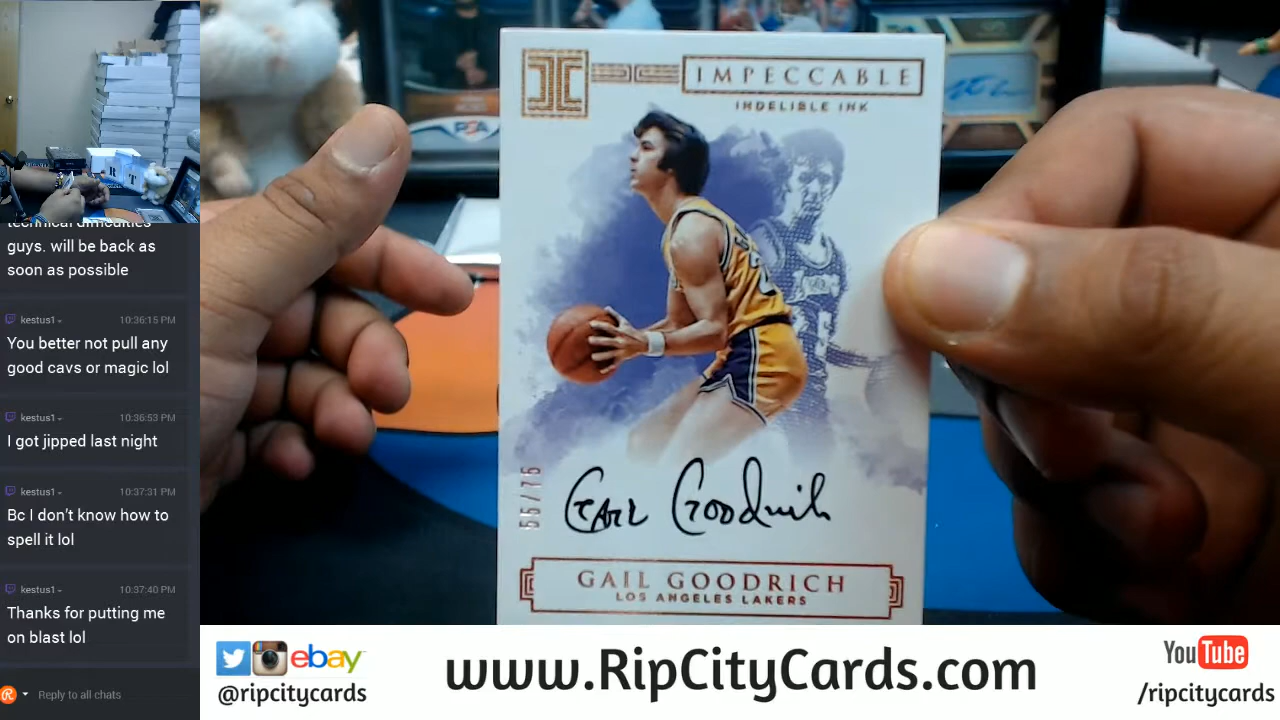 technical difficulties
guys. will be back as
soon as possible
kestus1
10:36:15 PM
You better not pull any
good cavs or magic lol
kestus1
10:36:53 PM
I got jipped last night
kestus1
10:37:31 PM
Bc I don't know how to
spell it lol
kestus1
10:37:40 PM
Thanks for putting me
on blast lol
Reply to all chats
PSA
IMPECCABLE
INDELIBLE INK
Gail Goodrich
GAIL GOODRICH
LOS ANGELES LAKERS
ebay
@ripcitycards
www.RipCityCards.com
YouTube
/ripcitycards